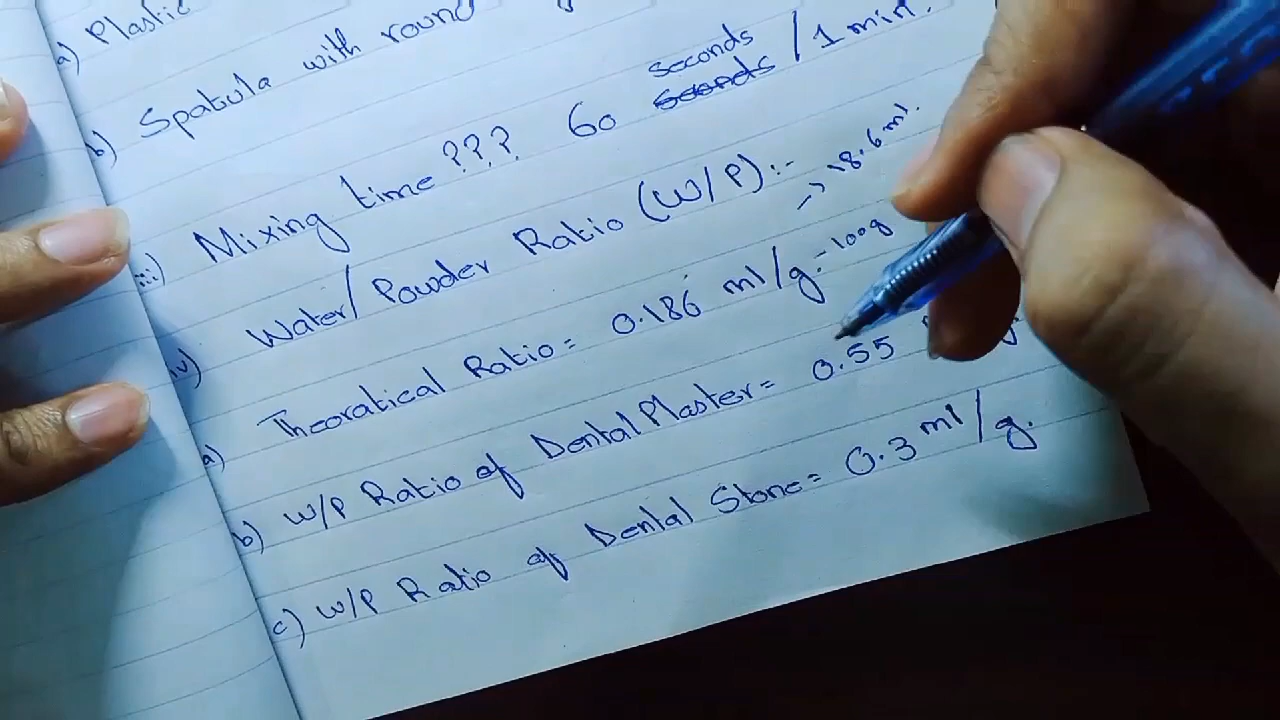 a) Plastic
b) Spatula with round
iii) Mixing time ??? 60 seconds / 1 min.
iv) Water/Powder Ratio (W/P):-
a) Theoratical Ratio = 0.186 ml/g. - 100g -> 18.6 ml.
b) W/P Ratio of Dental Plaster = 0.55
c) W/P Ratio of Dental Stone = 0.3 ml/g.